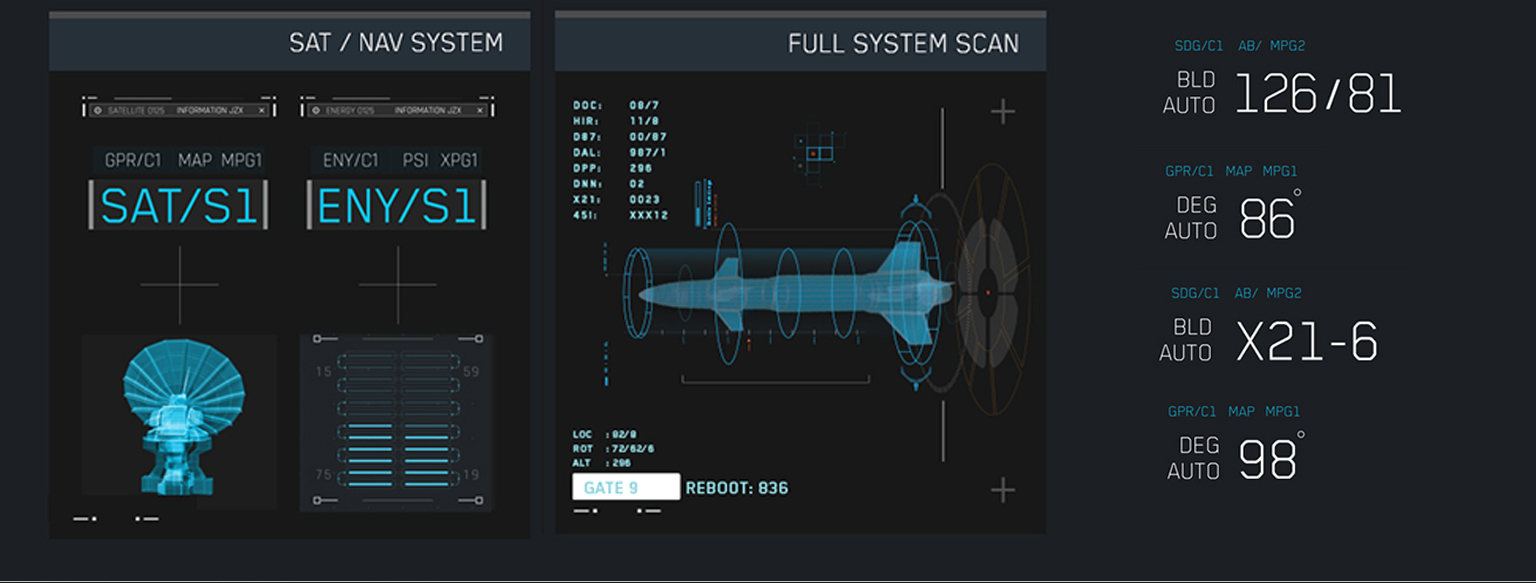 SAT / NAV SYSTEM
SATELLITE 0125 INFORMATION JZX
ENERGY 0125 INFORMATION JZX
GPR/C1 MAP MPG1
SAT/S1
ENY/C1 PSI XPG1
ENY/S1
15 59
75 19
FULL SYSTEM SCAN
DOC: 08/7
HIR: 11/8
D87: 00/87
DAL: 987/1
DPP: 296
DNN: 02
X21: 0023
45I: XXX12
LOC : 82/8
ROT : 72/62/6
ALT : 296
GATE 9 REBOOT: 836
SDG/C1 AB/ MPG2
BLD AUTO 126/81
GPR/C1 MAP MPG1
DEG AUTO 86°
SDG/C1 AB/ MPG2
BLD AUTO X21-6
GPR/C1 MAP MPG1
DEG AUTO 98°